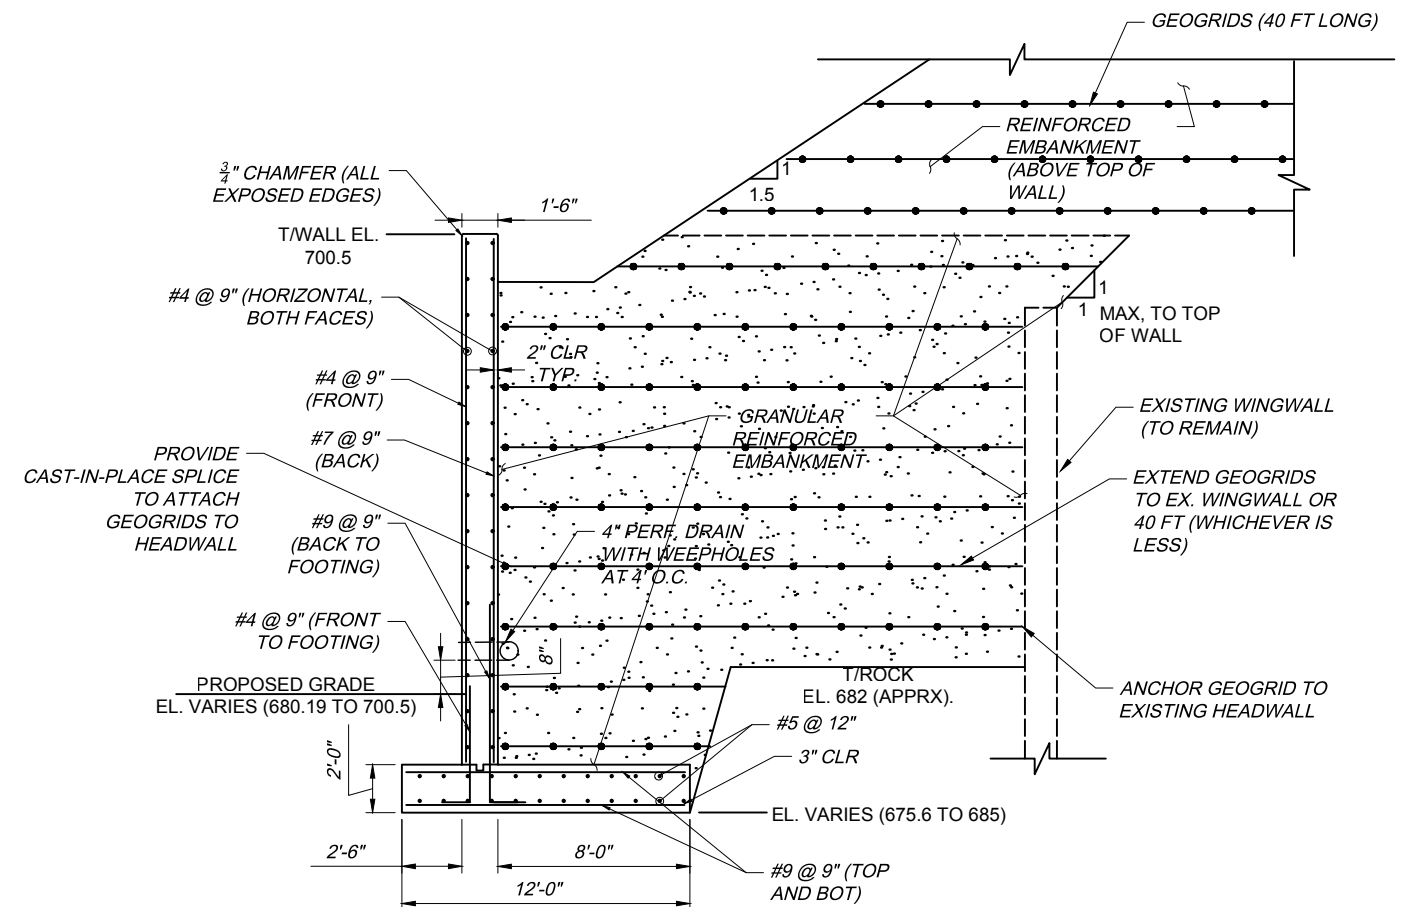 GEOGRIDS (40 FT LONG)
REINFORCED
EMBANKMENT
(ABOVE TOP OF
WALL)
1
1.5
3/4" CHAMFER (ALL
EXPOSED EDGES)
1'-6"
T/WALL EL.
700.5
#4 @ 9" (HORIZONTAL,
BOTH FACES)
1
1
MAX, TO TOP
OF WALL
2" CLR
TYP.
#4 @ 9"
(FRONT)
#7 @ 9"
(BACK)
GRANULAR
REINFORCED
EMBANKMENT
EXISTING WINGWALL
(TO REMAIN)
PROVIDE
CAST-IN-PLACE SPLICE
TO ATTACH
GEOGRIDS TO
HEADWALL
EXTEND GEOGRIDS
TO EX. WINGWALL OR
40 FT (WHICHEVER IS
LESS)
#9 @ 9"
(BACK TO
FOOTING)
4" PERF. DRAIN
WITH WEEPHOLES
AT 4' O.C.
#4 @ 9" (FRONT
TO FOOTING)
8"
PROPOSED GRADE
EL. VARIES (680.19 TO 700.5)
T/ROCK
EL. 682 (APPRX).
ANCHOR GEOGRID TO
EXISTING HEADWALL
#5 @ 12"
3" CLR
2'-0"
EL. VARIES (675.6 TO 685)
2'-6"
8'-0"
12'-0"
#9 @ 9" (TOP
AND BOT)